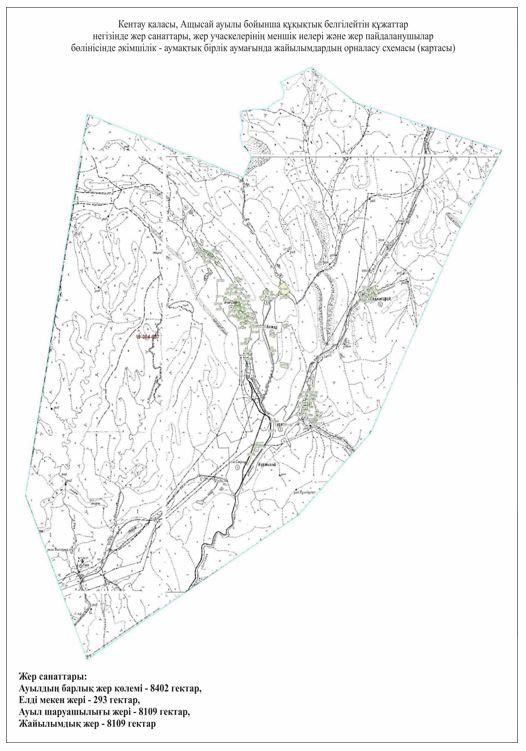 Кентау қаласы, Ащысай ауылы бойынша құқықтық белгілейтін құжаттар
негізінде жер санаттары, жер учаскелерінің меншік иелері және жер пайдаланушылар
бөлінісінде әкімшілік - аумақтық бірлік аумағында жайылымдардың орналасу схемасы (картасы)
Жер санаттары:
Ауылдың барлық жер көлемі - 8402 гектар,
Елді мекен жері - 293 гектар,
Ауыл шаруашылығы жері - 8109 гектар,
Жайылымдық жер - 8109 гектар